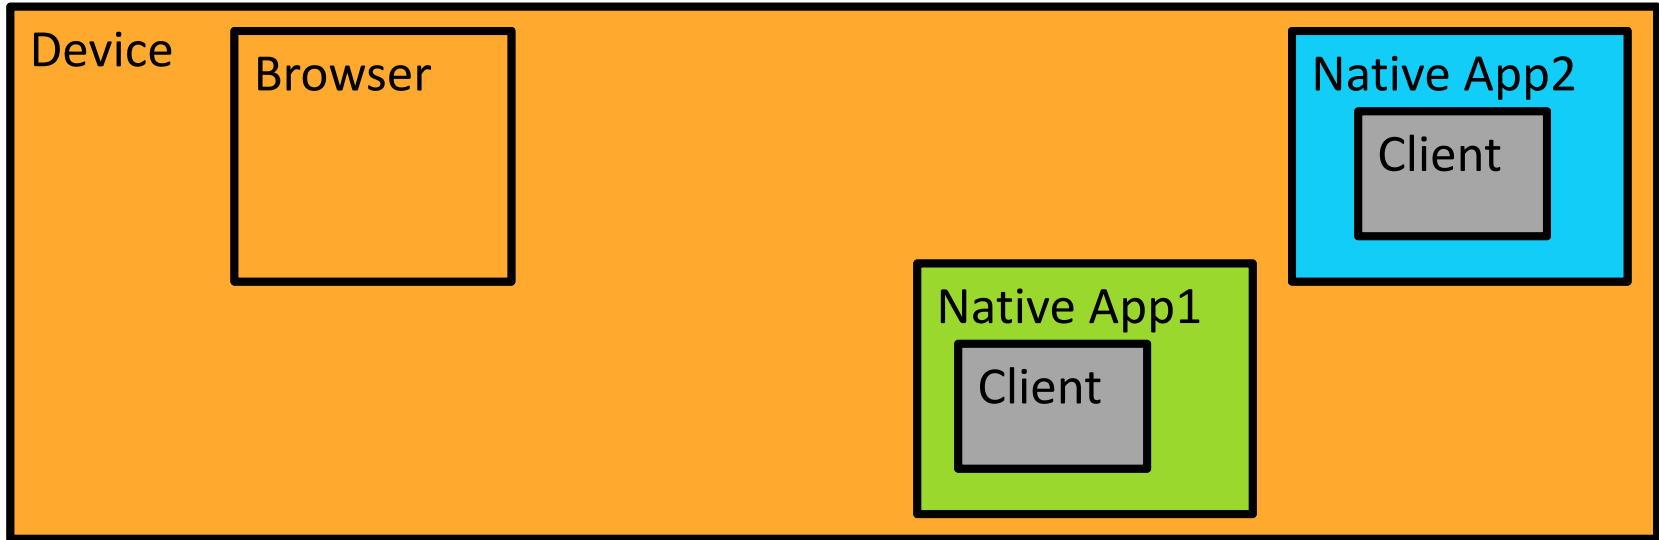 Device
Browser
Native App2
Client
Native App1
Client